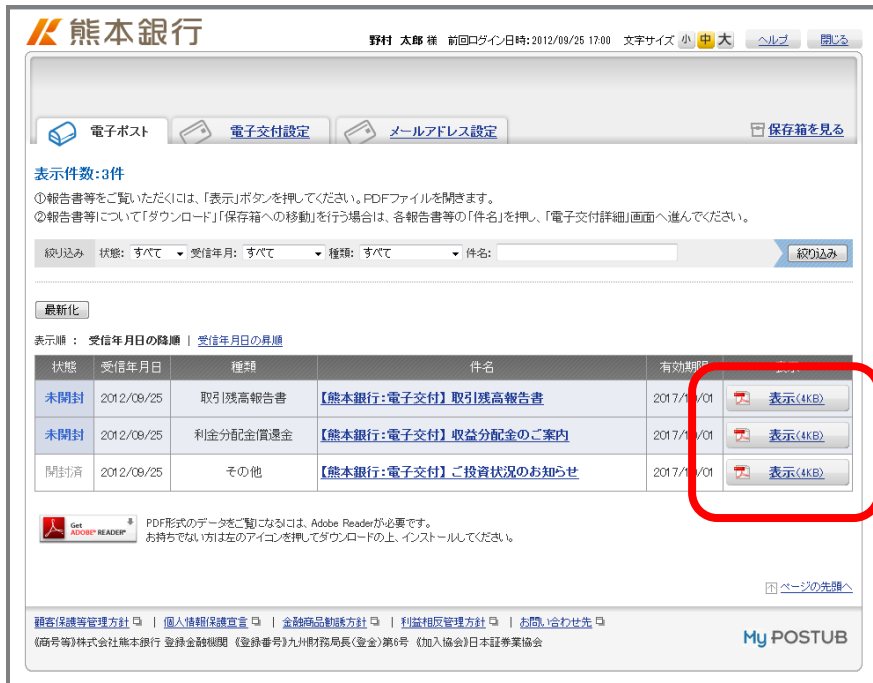 熊本銀行
野村 太郎 様 前回ログイン日時:2012/09/25 17:00 文字サイズ 小 中 大 ヘルプ 閉じる
電子ポスト 電子交付設定 メールアドレス設定 保存箱を見る
表示件数:3件
①報告書等をご覧いただくには、「表示」ボタンを押してください。PDFファイルを開きます。
②報告書等について「ダウンロード」「保存箱への移動」を行う場合は、各報告書等の「件名」を押し、「電子交付詳細」画面へ進んでください。
絞り込み 状態: すべて 受信年月: すべて 種類: すべて 件名: 絞り込み
最新化
表示順 : 受信年月日の降順 | 受信年月日の昇順
状態 受信年月日 種類 件名 有効期限
未開封 2012/09/25 取引残高報告書 【熊本銀行:電子交付】取引残高報告書 2017/10/01 表示(4KB)
未開封 2012/09/25 利金分配金償還金 【熊本銀行:電子交付】収益分配金のご案内 2017/10/01 表示(4KB)
開封済 2012/09/25 その他 【熊本銀行:電子交付】ご投資状況のお知らせ 2017/10/01 表示(4KB)
Get ADOBE® READER® PDF形式のデータをご覧になるには、Adobe Readerが必要です。
お持ちでない方は左のアイコンを押してダウンロードの上、インストールしてください。
ページの先頭へ
顧客保護等管理方針 | 個人情報保護宣言 | 金融商品勧誘方針 | 利益相反管理方針 | お問い合わせ先
《商号等》株式会社熊本銀行 登録金融機関 《登録番号》九州財務局長(登金)第6号 《加入協会》日本証券業協会
My POSTUB